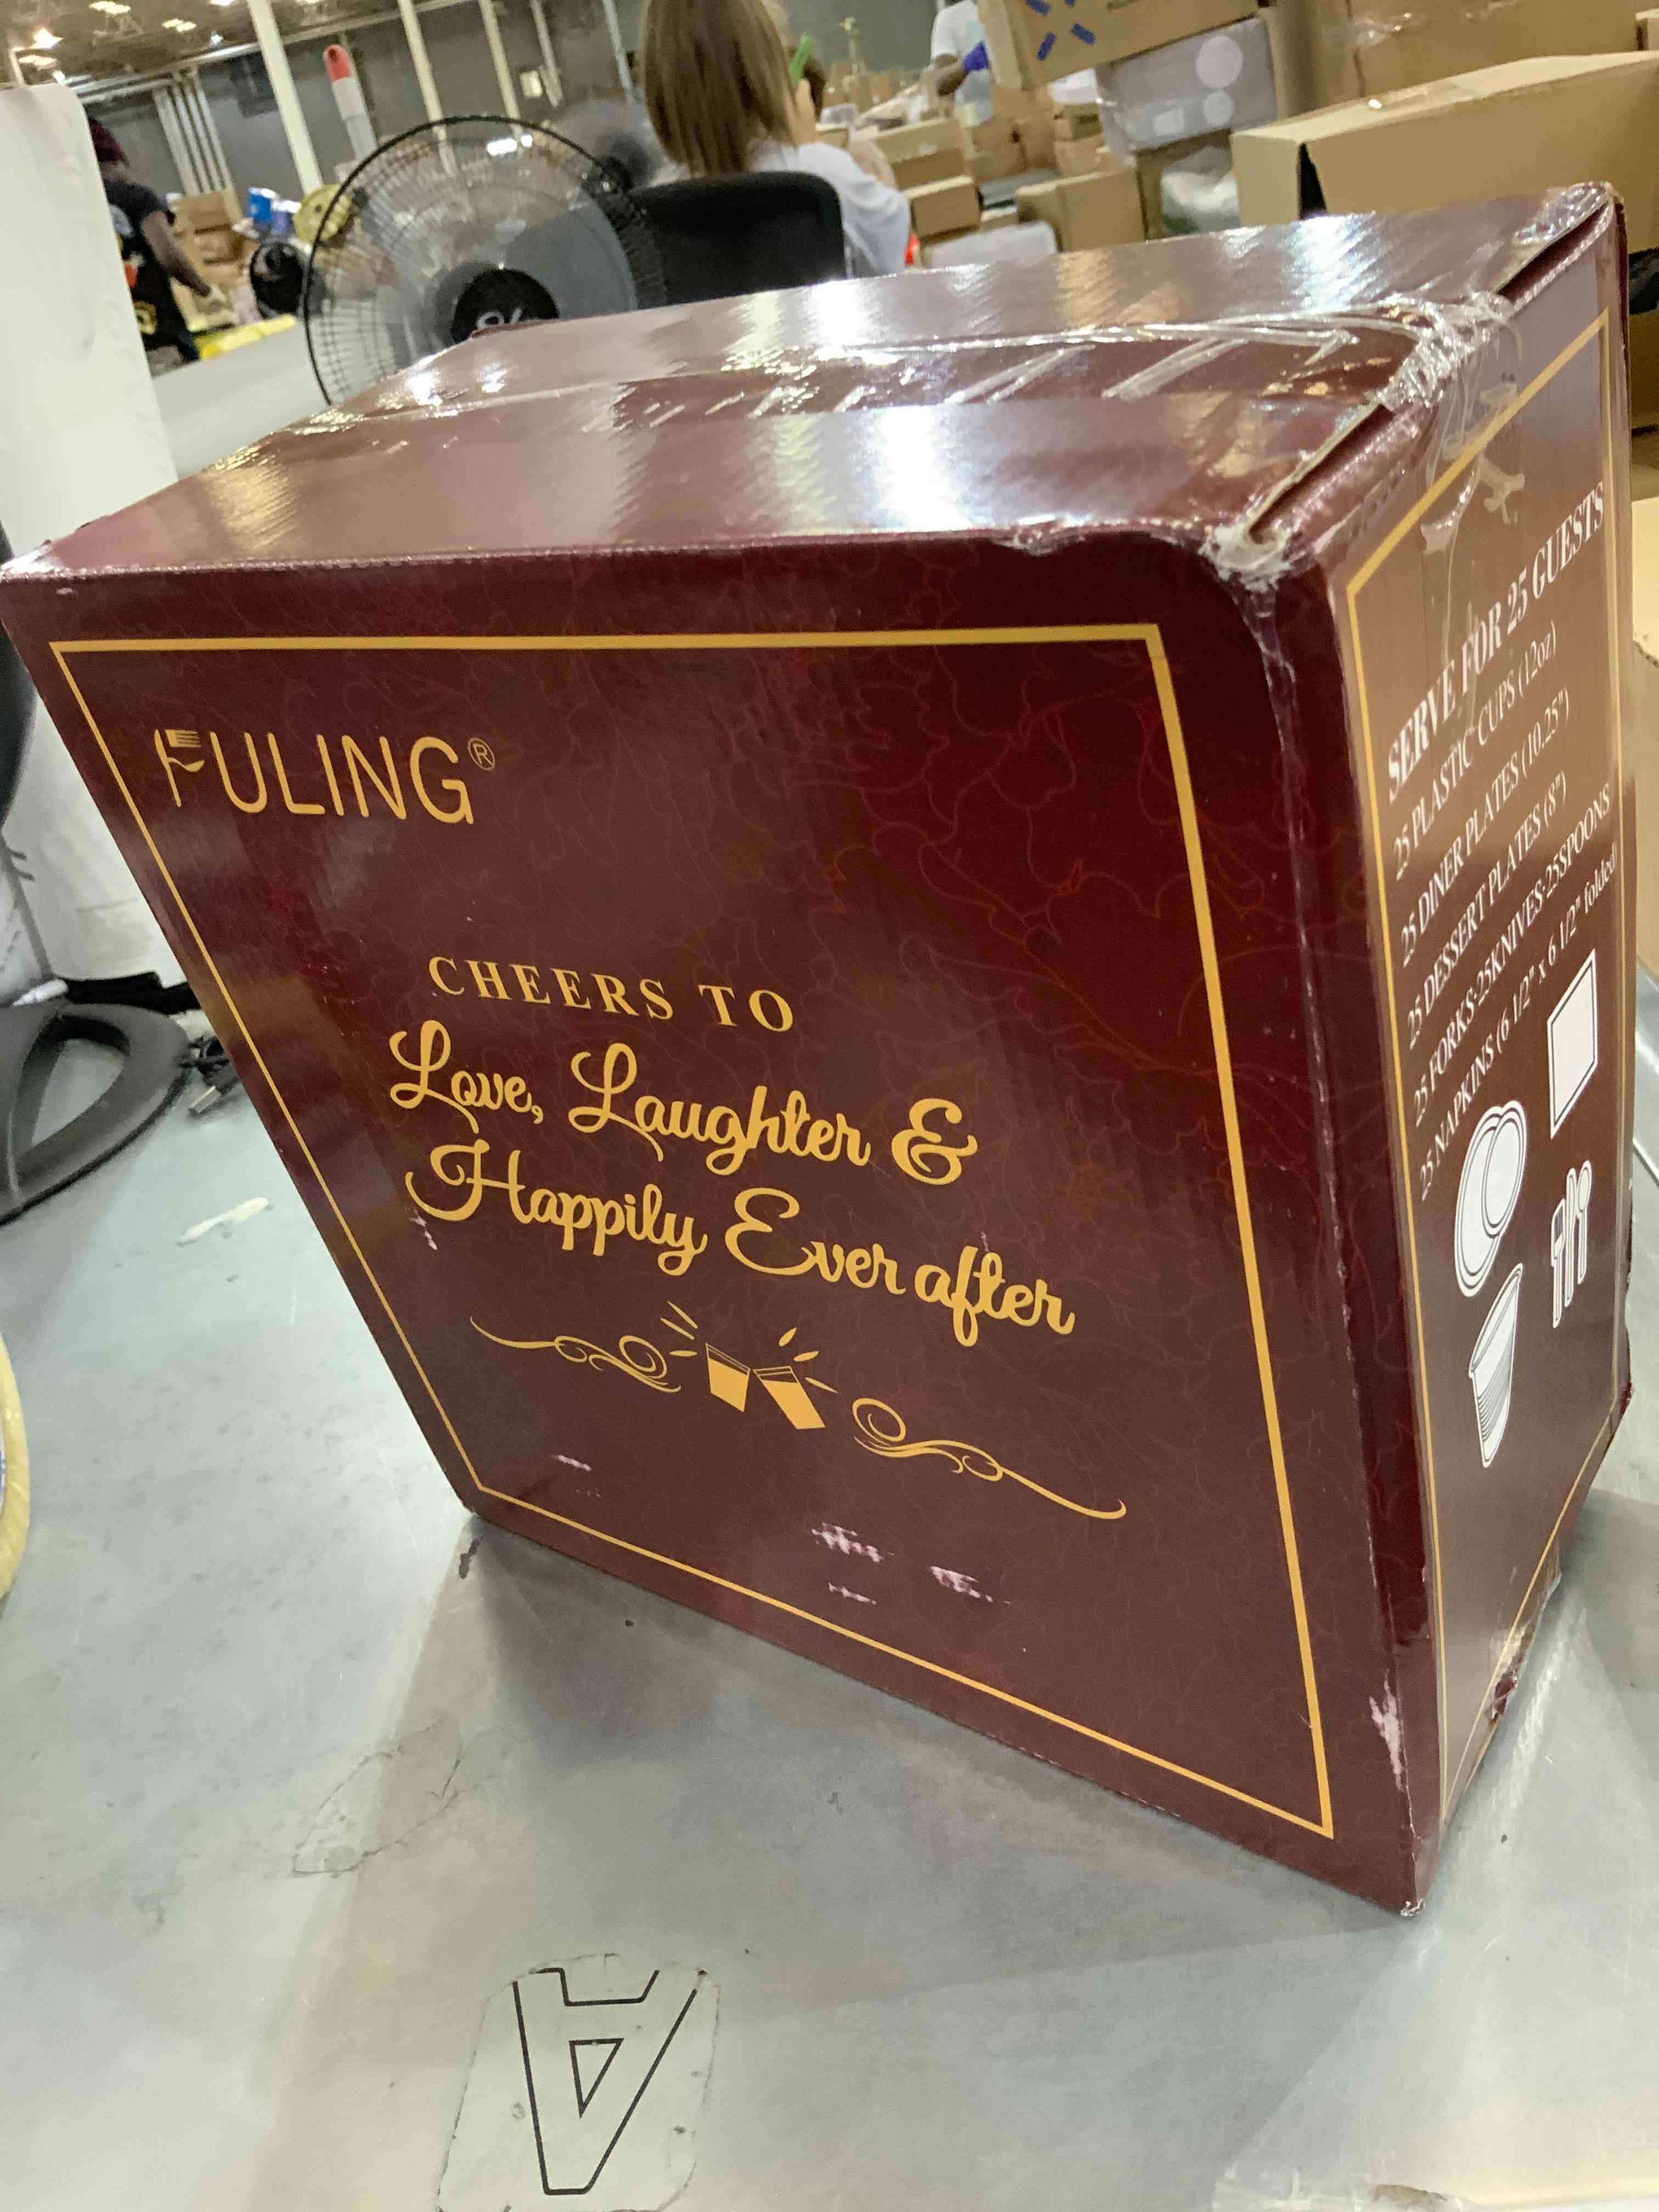 FULING®
CHEERS TO
Love, Laughter &
Happily Ever after
SERVE FOR 25 GUESTS
25 PLASTIC CUPS (12oz)
25 DINER PLATES (10.25")
25 DESSERT PLATES (8")
25 FORKS·25KNIVES·25SPOONS
25 NAPKINS (6 1/2" x 6 1/2" folded)
A